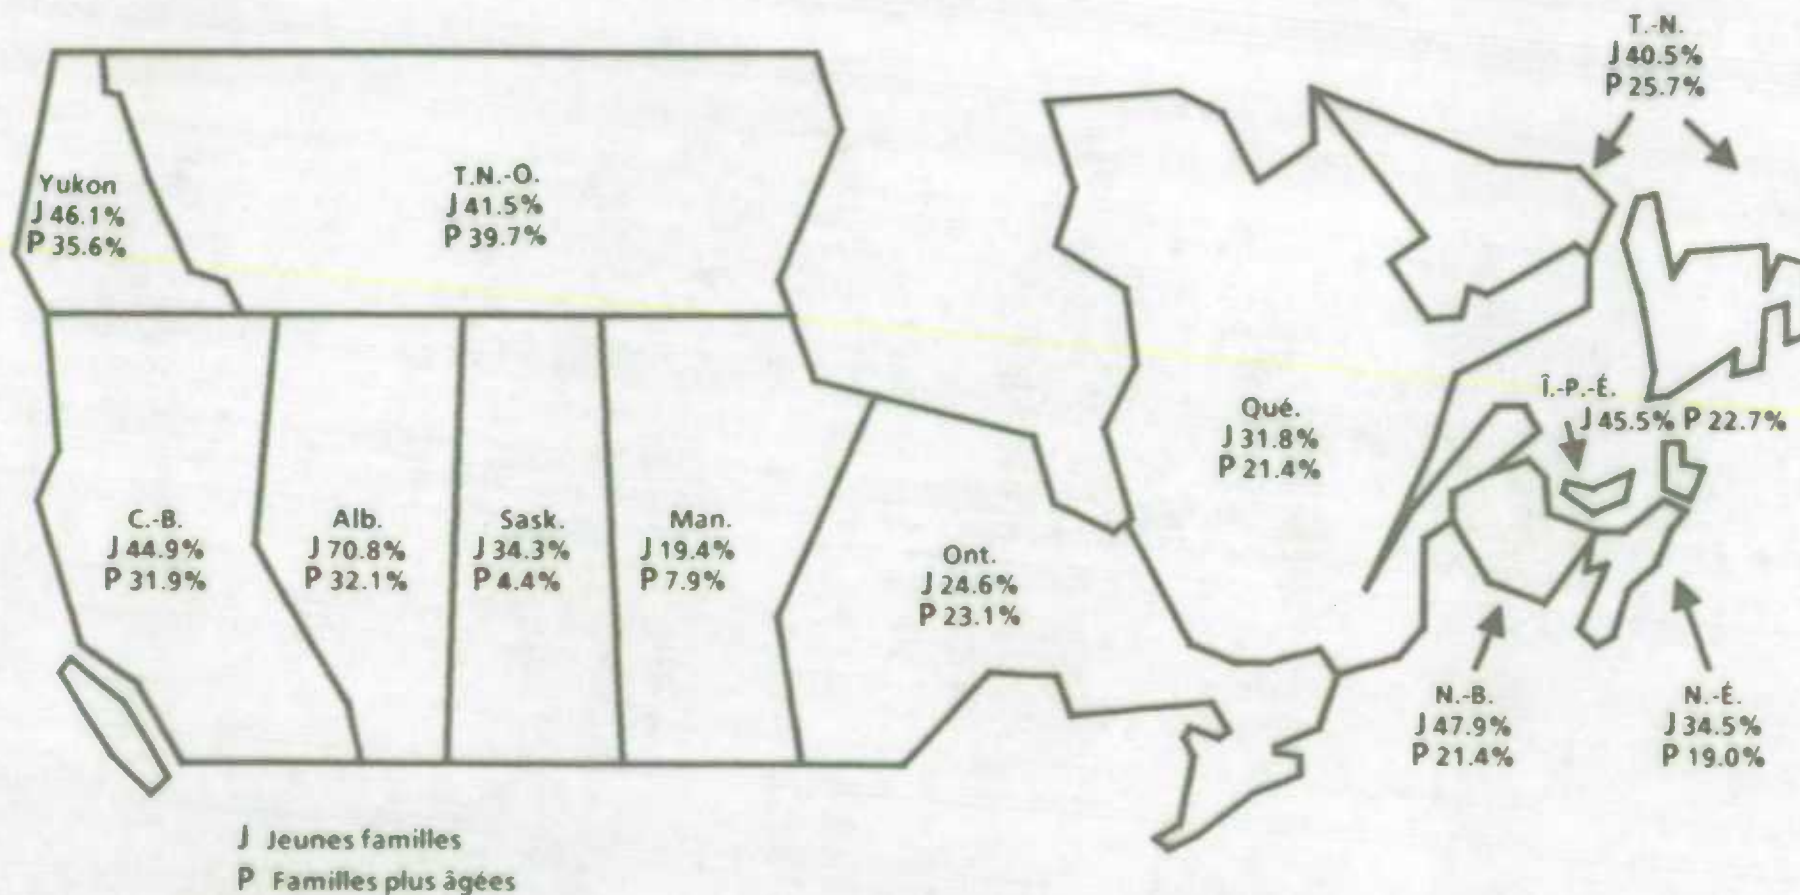 T.-N.
J 40.5%
P 25.7%
Yukon
J 46.1%
P 35.6%
T.N.-O.
J 41.5%
P 39.7%
Î.-P.-É.
J 45.5% P 22.7%
Qué.
J 31.8%
P 21.4%
C.-B.
J 44.9%
P 31.9%
Alb.
J 70.8%
P 32.1%
Sask.
J 34.3%
P 4.4%
Man.
J 19.4%
P 7.9%
Ont.
J 24.6%
P 23.1%
N.-B.
J 47.9%
P 21.4%
N.-É.
J 34.5%
P 19.0%
J Jeunes familles
P Familles plus âgées